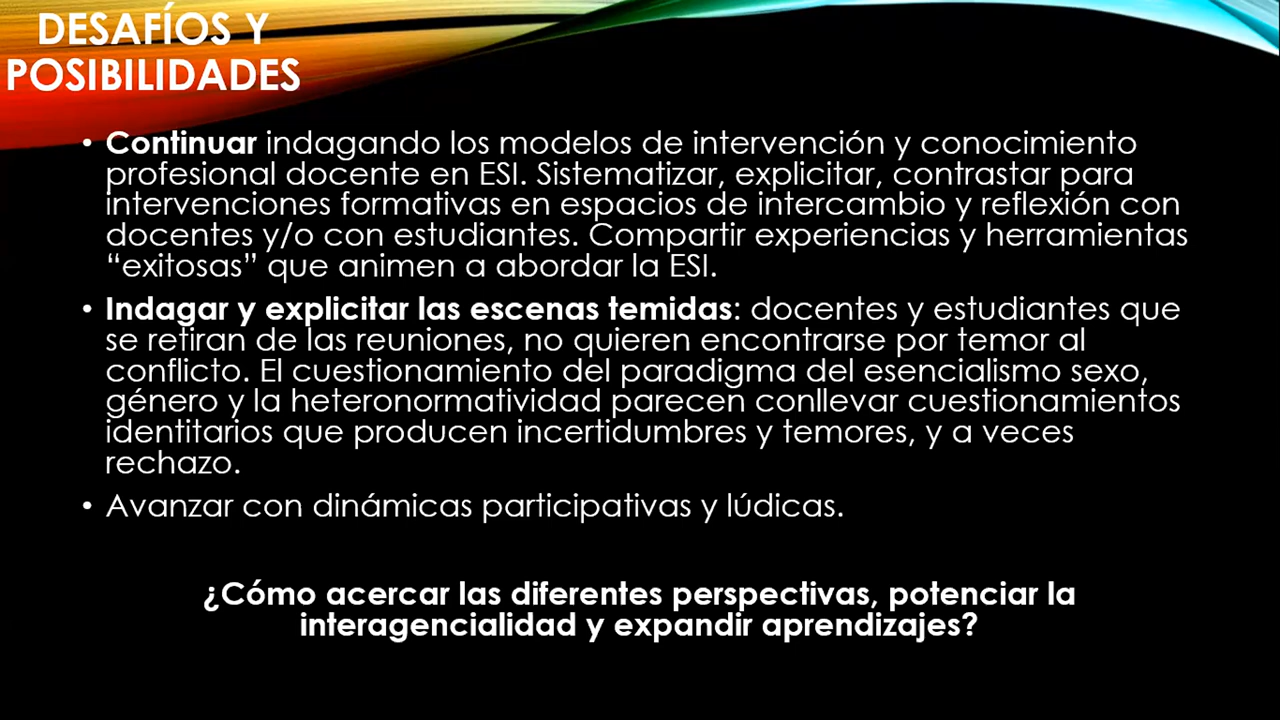 DESAFÍOS Y
POSIBILIDADES
• Continuar indagando los modelos de intervención y conocimiento
profesional docente en ESI. Sistematizar, explicitar, contrastar para
intervenciones formativas en espacios de intercambio y reflexión con
docentes y/o con estudiantes. Compartir experiencias y herramientas
“exitosas” que animen a abordar la ESI.
• Indagar y explicitar las escenas temidas: docentes y estudiantes que
se retiran de las reuniones, no quieren encontrarse por temor al
conflicto. El cuestionamiento del paradigma del esencialismo sexo,
género y la heteronormatividad parecen conllevar cuestionamientos
identitarios que producen incertidumbres y temores, y a veces
rechazo.
• Avanzar con dinámicas participativas y lúdicas.
¿Cómo acercar las diferentes perspectivas, potenciar la
interagencialidad y expandir aprendizajes?